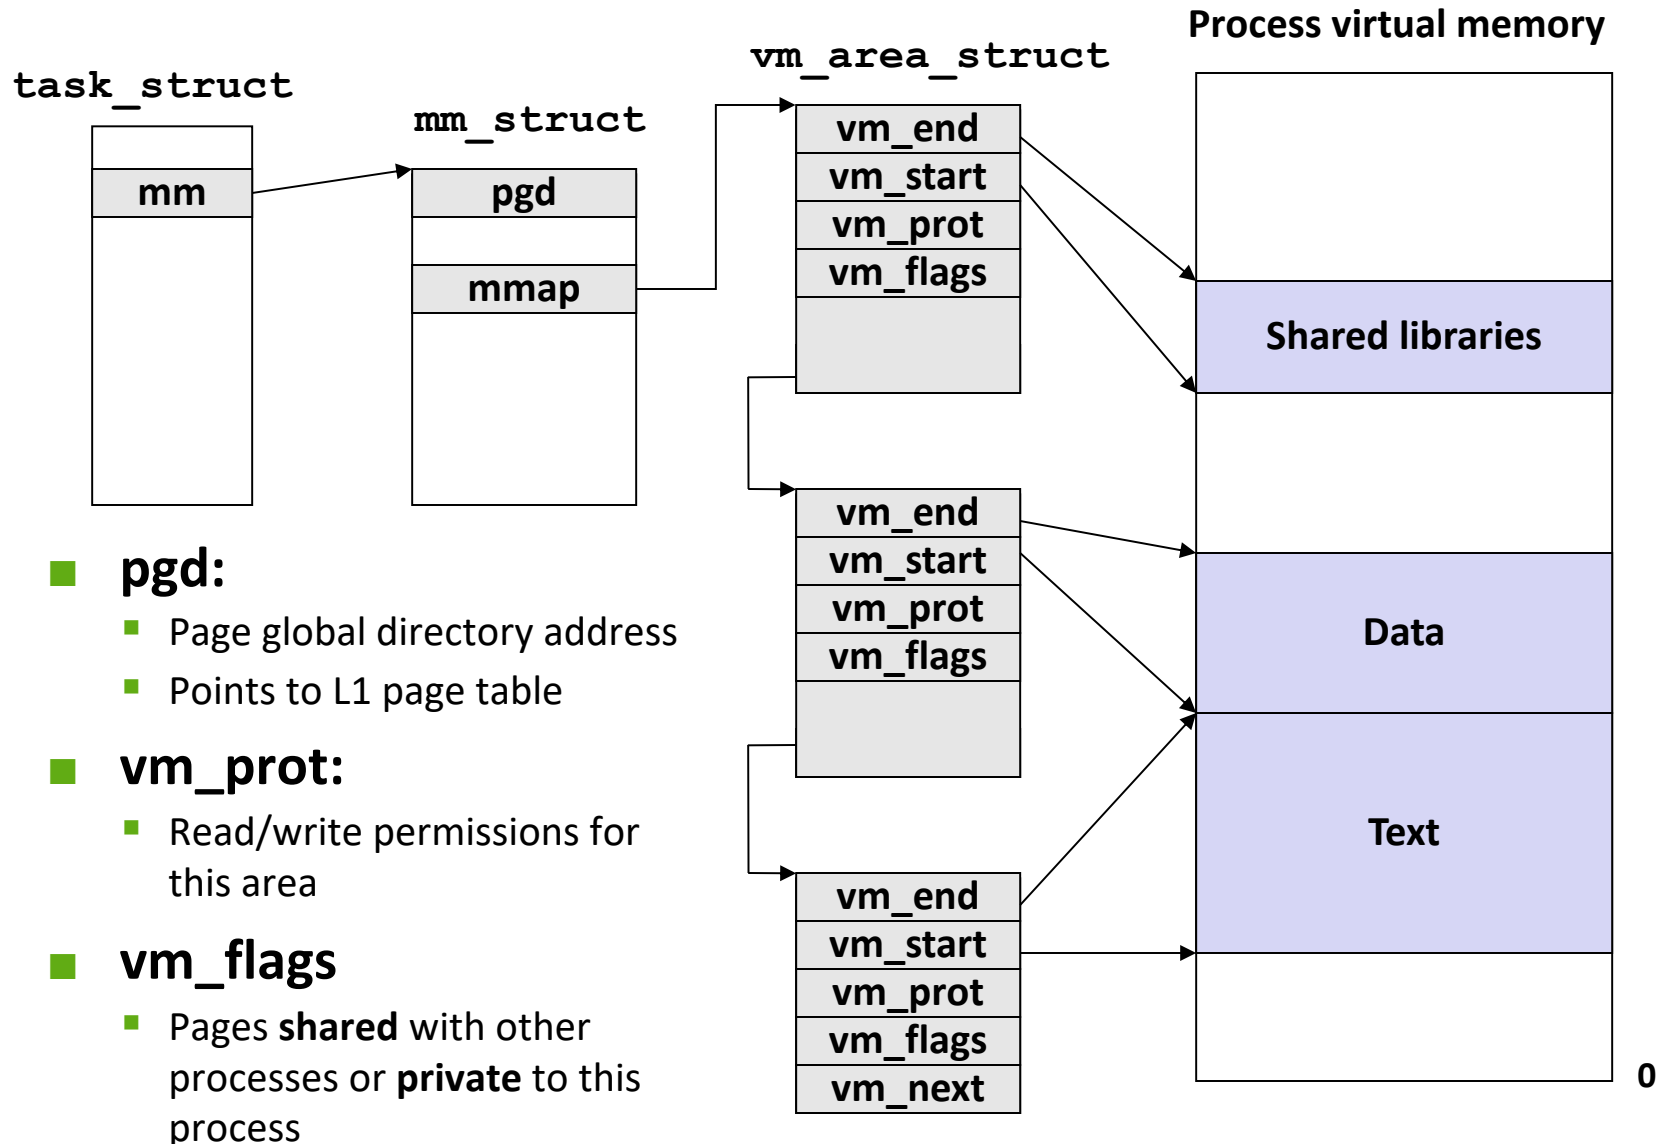 Process virtual memory
vm_area_struct
task_struct
mm_struct
mm
pgd
mmap
vm_end
vm_start
vm_prot
vm_flags
Shared libraries
vm_end
vm_start
vm_prot
vm_flags
Data
Text
vm_end
vm_start
vm_prot
vm_flags
vm_next
0
pgd:
Page global directory address
Points to L1 page table
vm_prot:
Read/write permissions for
this area
vm_flags
Pages shared with other
processes or private to this
process